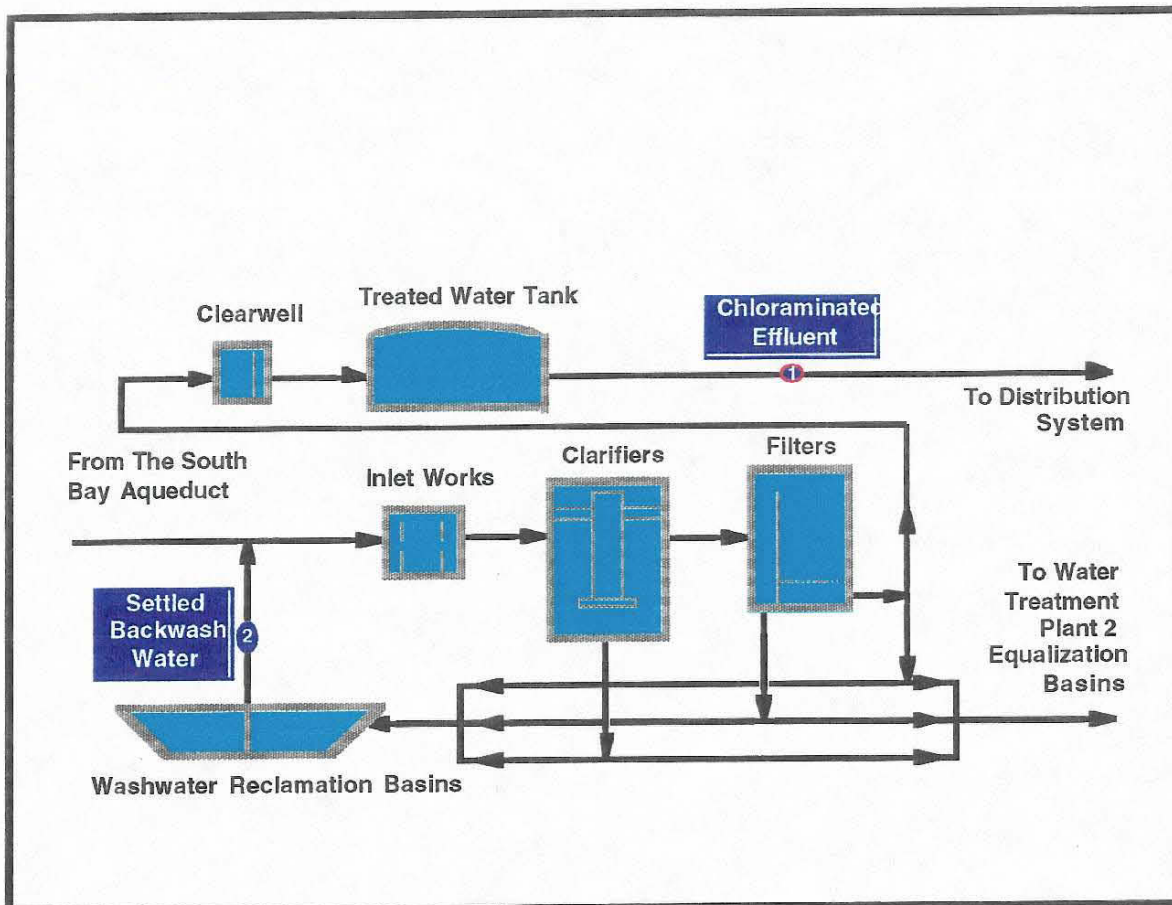 Treated Water Tank
Clearwell
Chloraminated
Effluent
1
To Distribution
System
From The South
Bay Aqueduct
Inlet Works
Clarifiers
Filters
Settled
Backwash
Water
2
To Water
Treatment
Plant 2
Equalization
Basins
Washwater Reclamation Basins